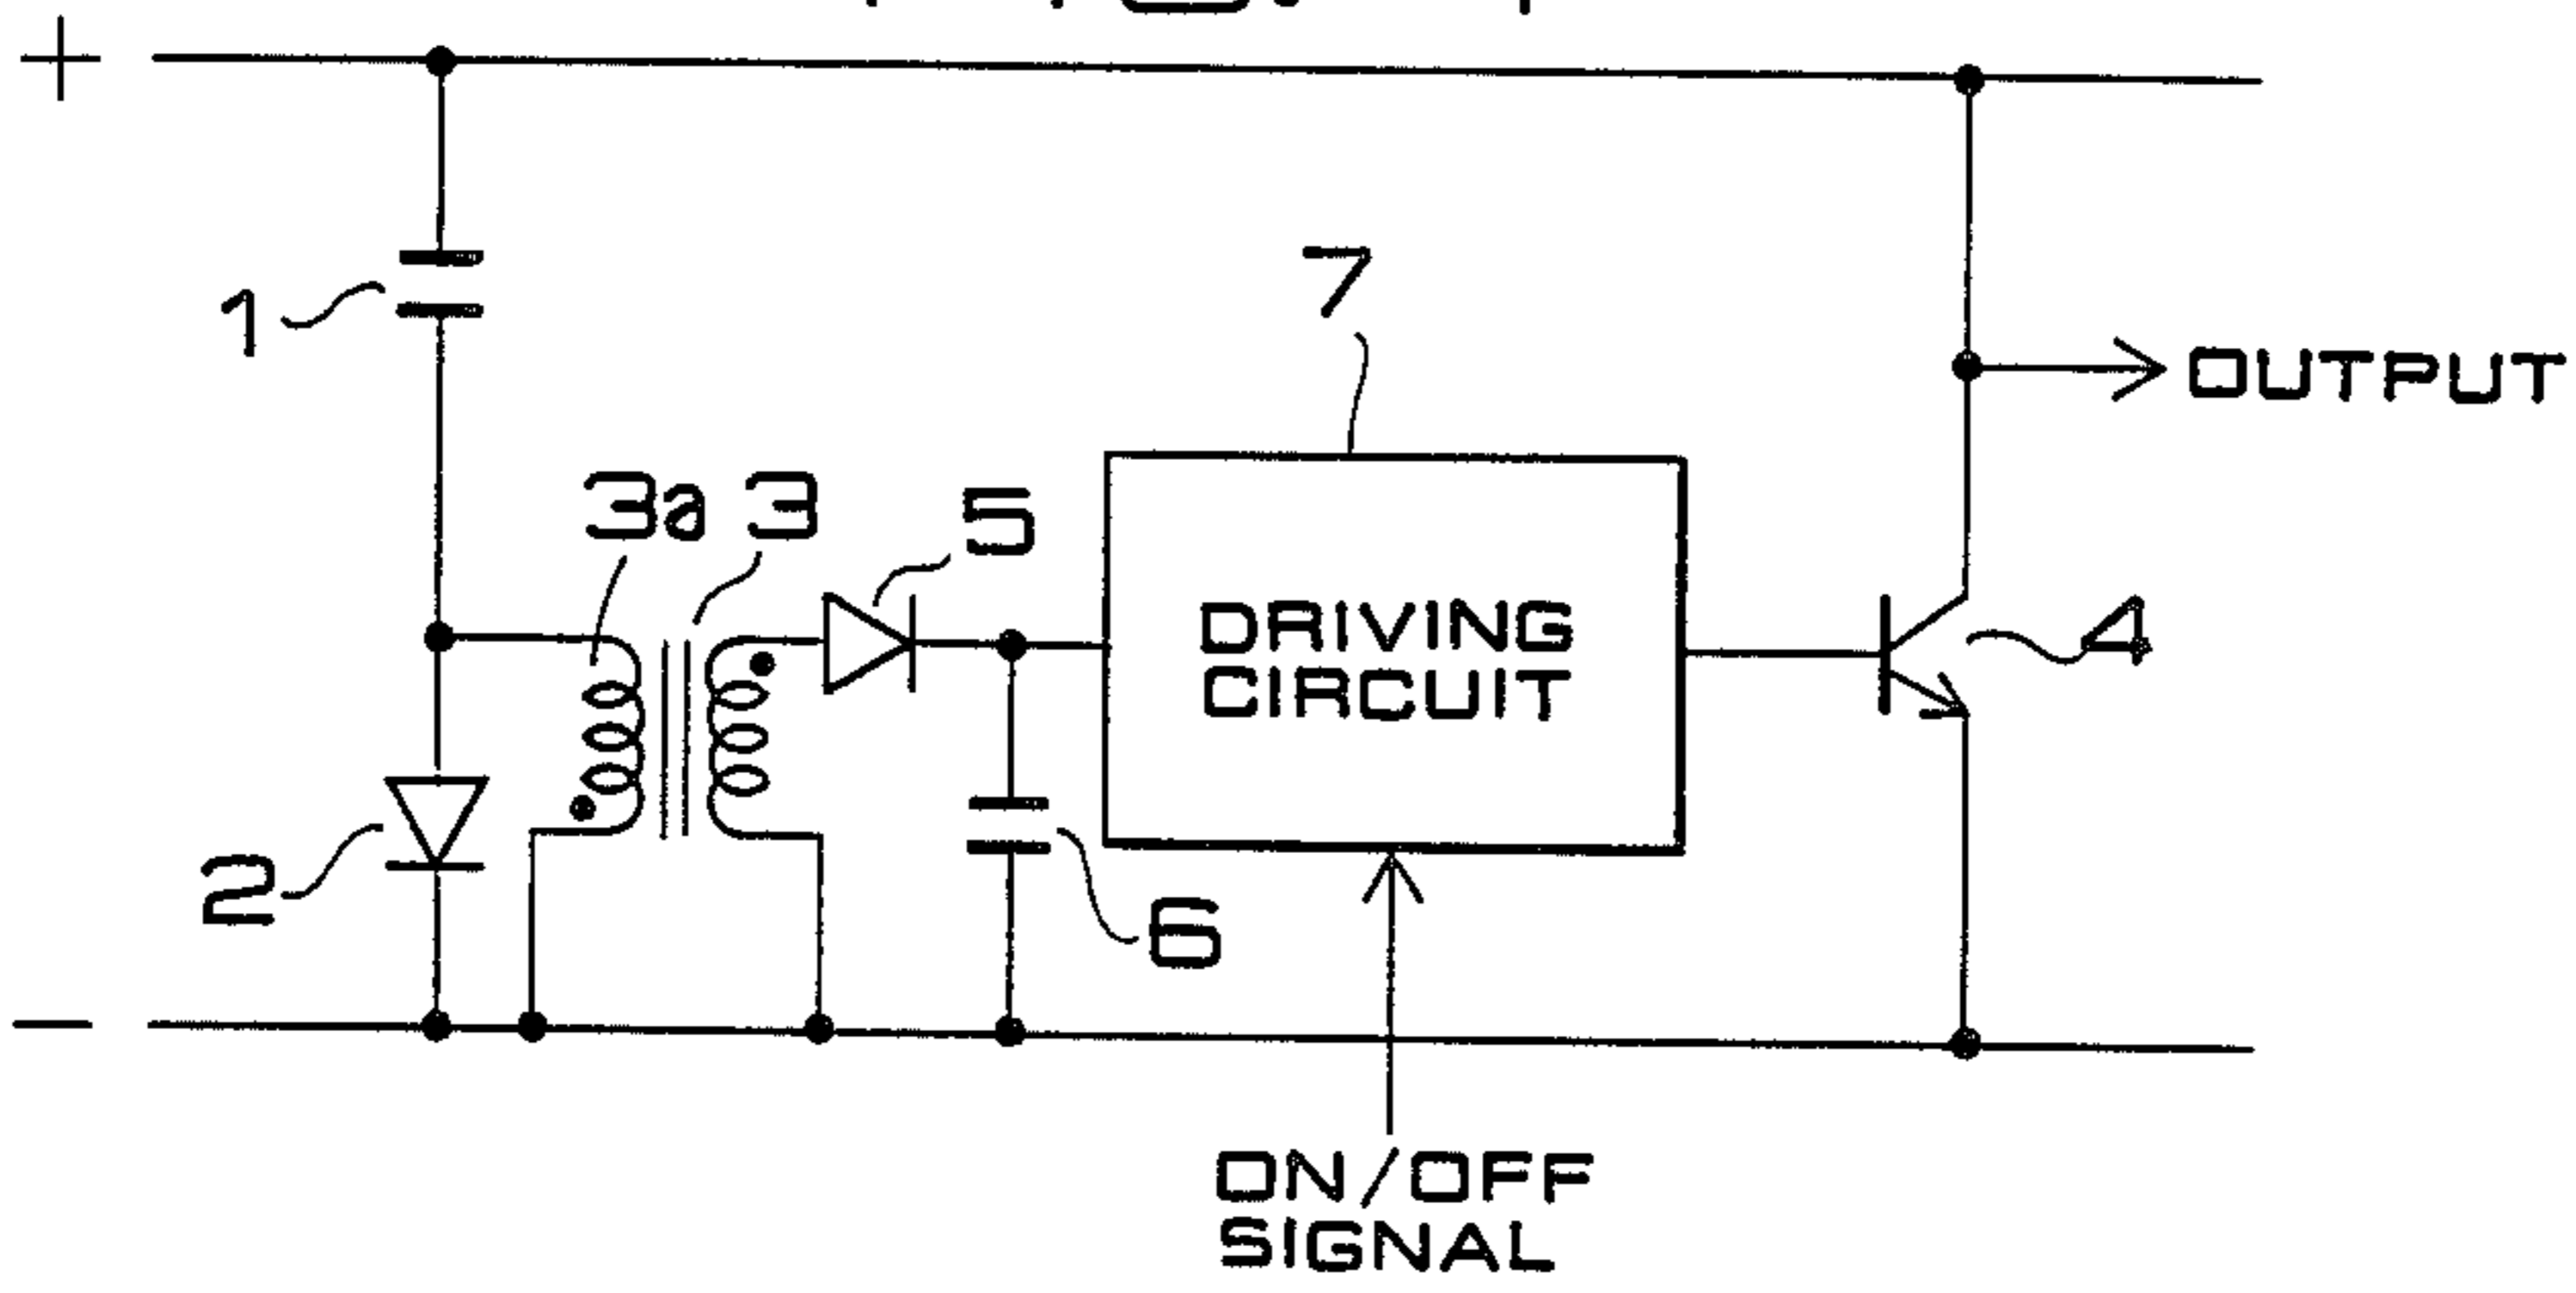 +
1
7
OUTPUT
3a 3 5
DRIVING
CIRCUIT
4
2
6
−
ON/OFF
SIGNAL